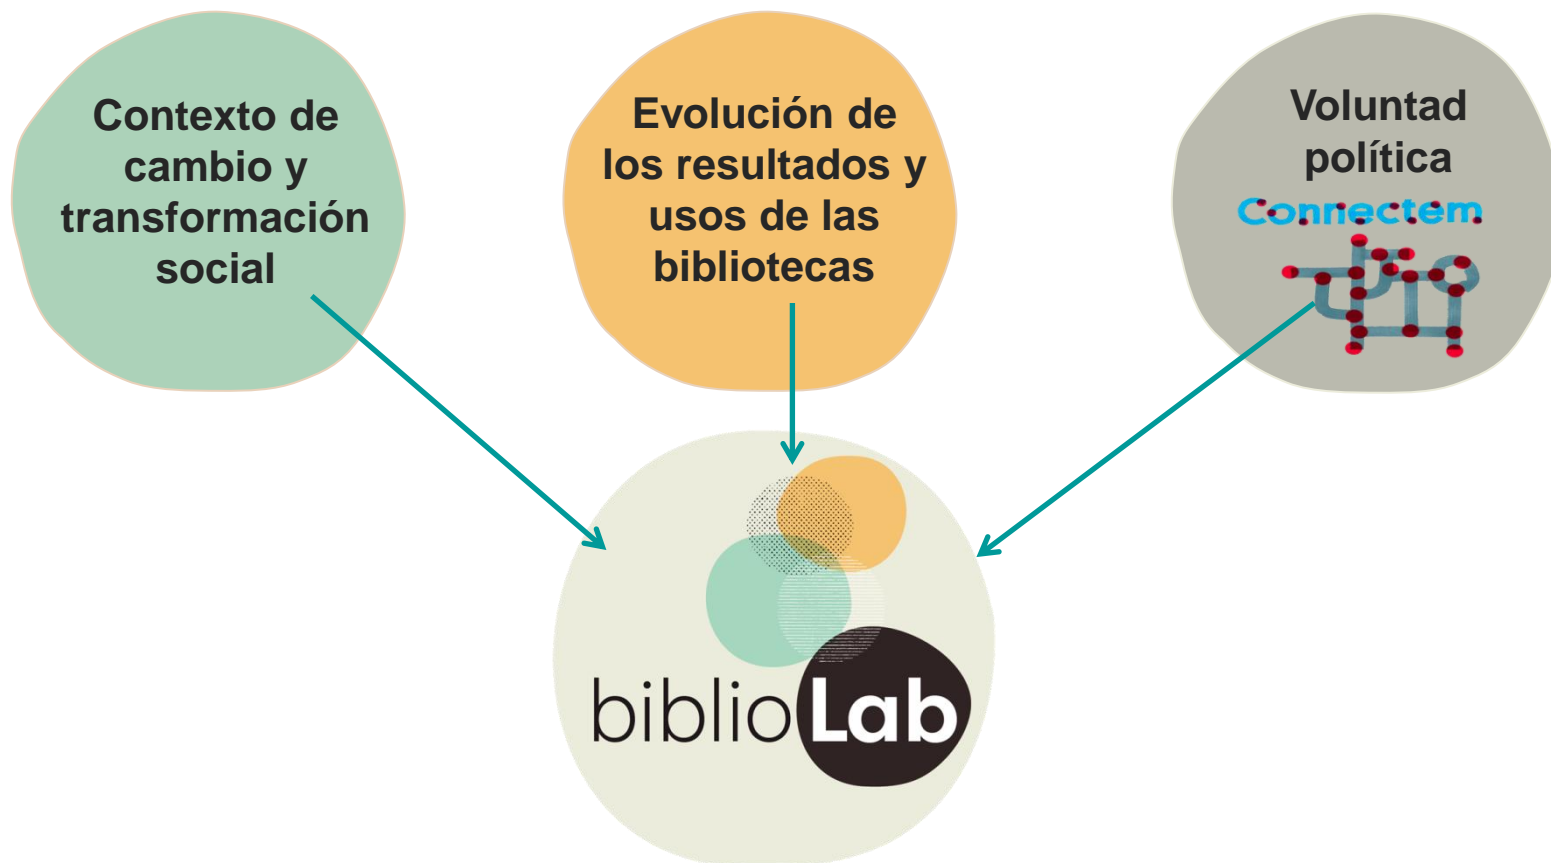 Contexto de
cambio y
transformación
social
Evolución de
los resultados y
usos de las
bibliotecas
Voluntad
política
Connectem
biblioLab